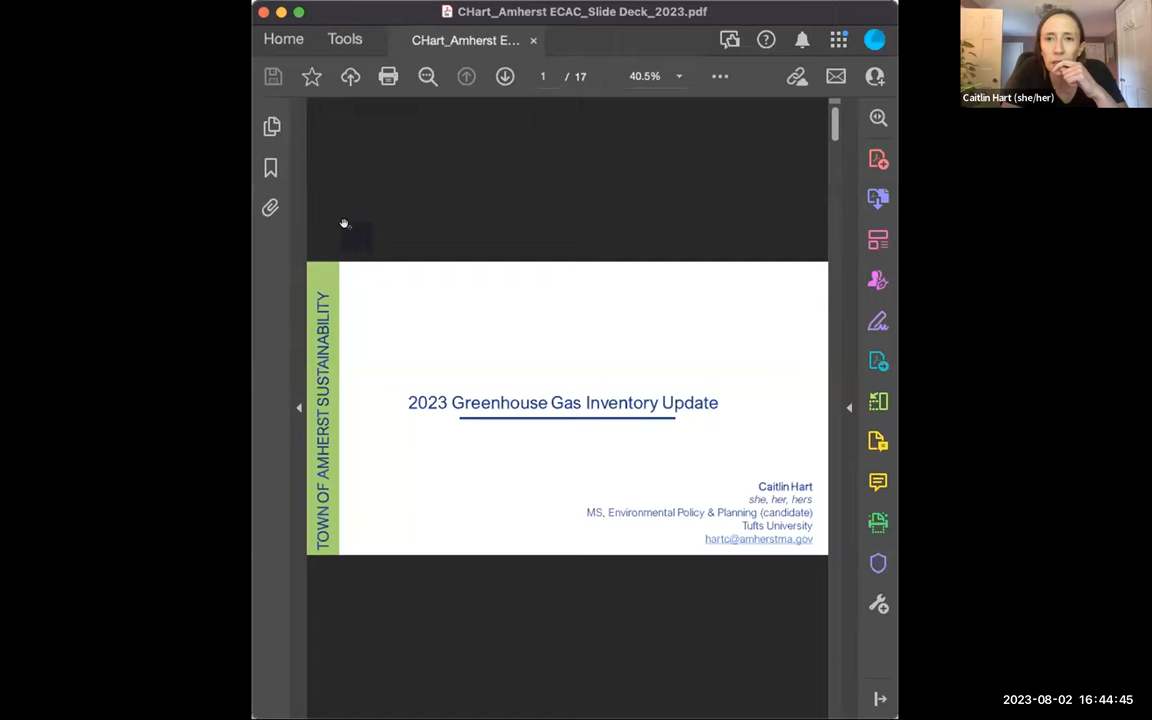 CHart_Amherst ECAC_Slide Deck_2023.pdf
Home
Tools
CHart_Amherst E...
1 / 17
40.5%
Caitlin Hart (she/her)
TOWN OF AMHERST SUSTAINABILITY
2023 Greenhouse Gas Inventory Update
Caitlin Hart
she, her, hers
MS, Environmental Policy & Planning (candidate)
Tufts University
hartc@amherstma.gov
2023-08-02 16:44:45